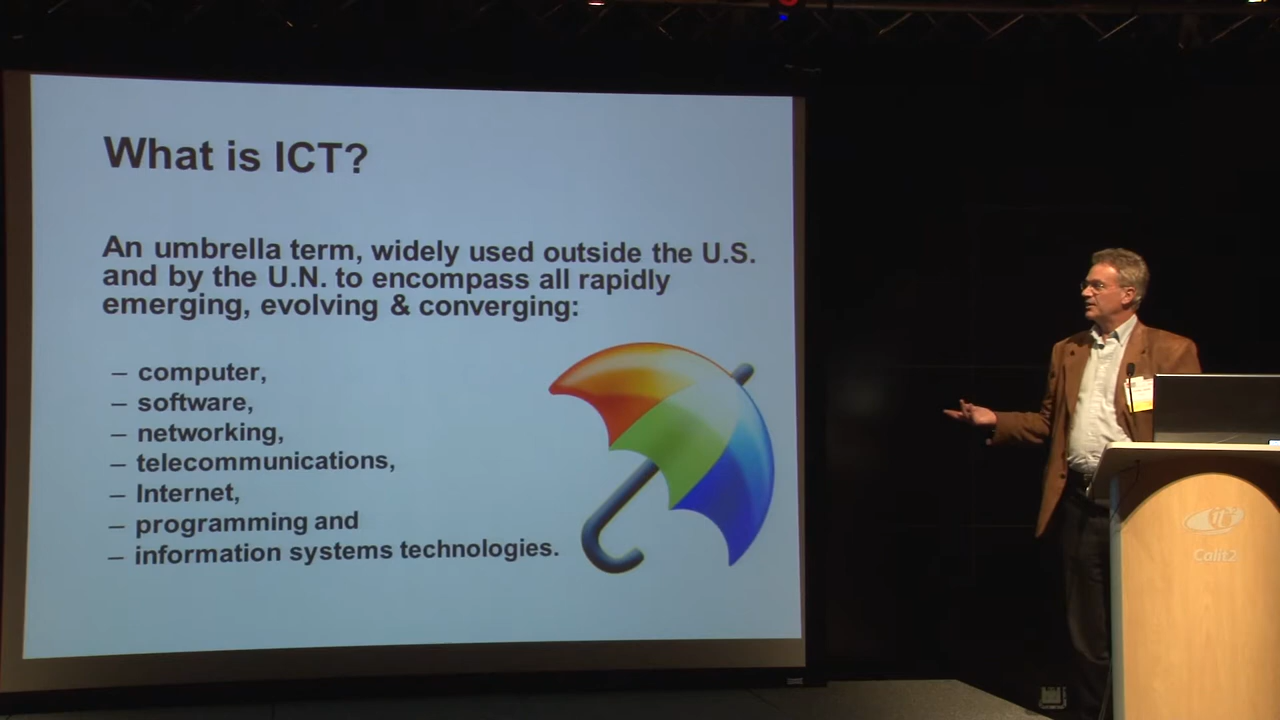 What is ICT?
An umbrella term, widely used outside the U.S.
and by the U.N. to encompass all rapidly
emerging, evolving & converging:
– computer,
– software,
– networking,
– telecommunications,
– Internet,
– programming and
– information systems technologies.
Calit2